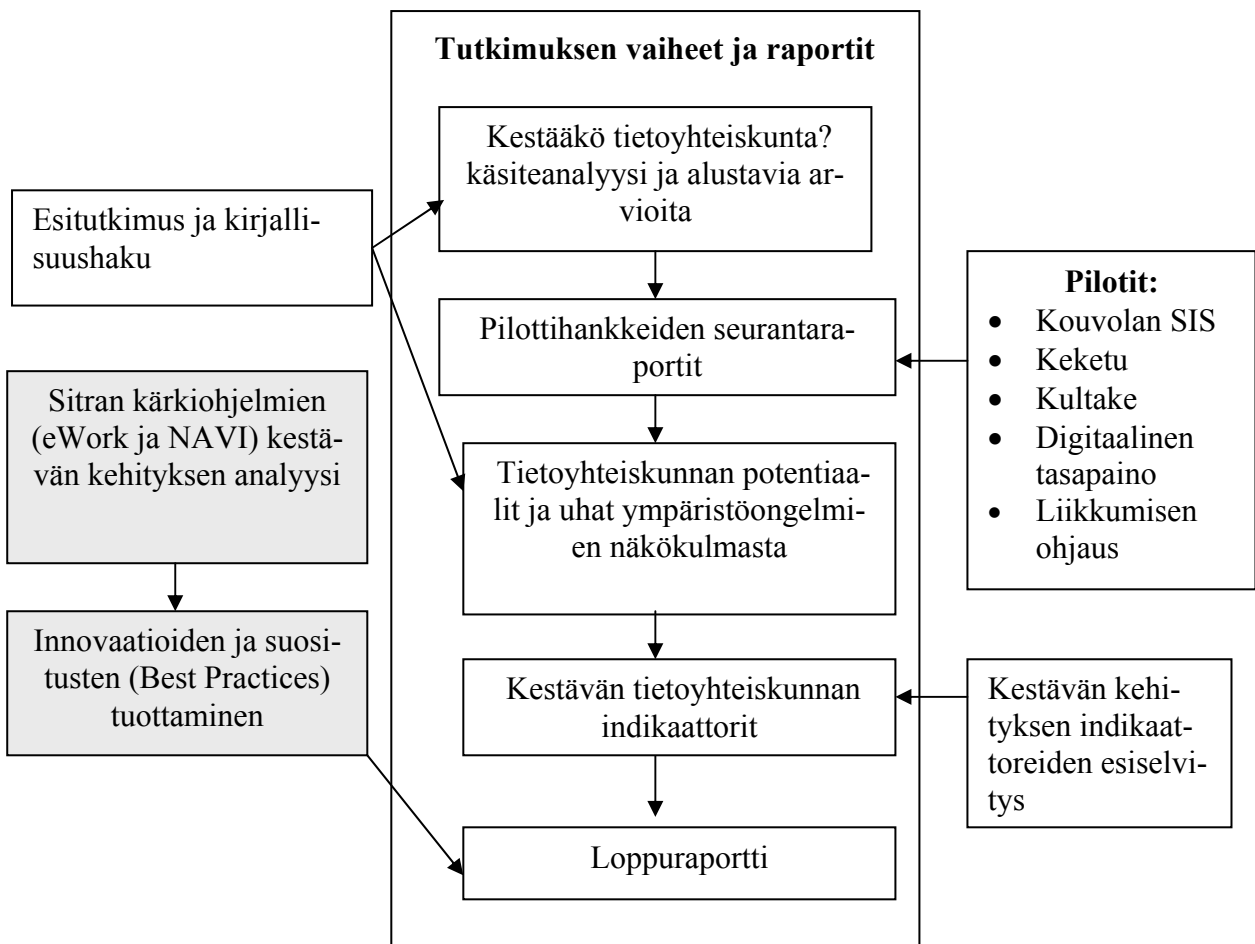 Tutkimuksen vaiheet ja raportit
Kestääkö tietoyhteiskunta?
käsiteanalyysi ja alustavia ar-
vioita
Esitutkimus ja kirjalli-
suushaku
Pilottihankkeiden seurantara-
portit
Pilotit:
• Kouvolan SIS
• Keketu
• Kultake
• Digitaalinen
tasapaino
• Liikkumisen
ohjaus
Sitran kärkiohjelmien
(eWork ja NAVI) kestä-
vän kehityksen analyysi
Tietoyhteiskunnan potentiaa-
lit ja uhat ympäristöongelmi-
en näkökulmasta
Innovaatioiden ja suosi-
tusten (Best Practices)
tuottaminen
Kestävän tietoyhteiskunnan
indikaattorit
Kestävän kehi-
tyksen indikaat-
toreiden esiselvi-
tys
Loppuraportti